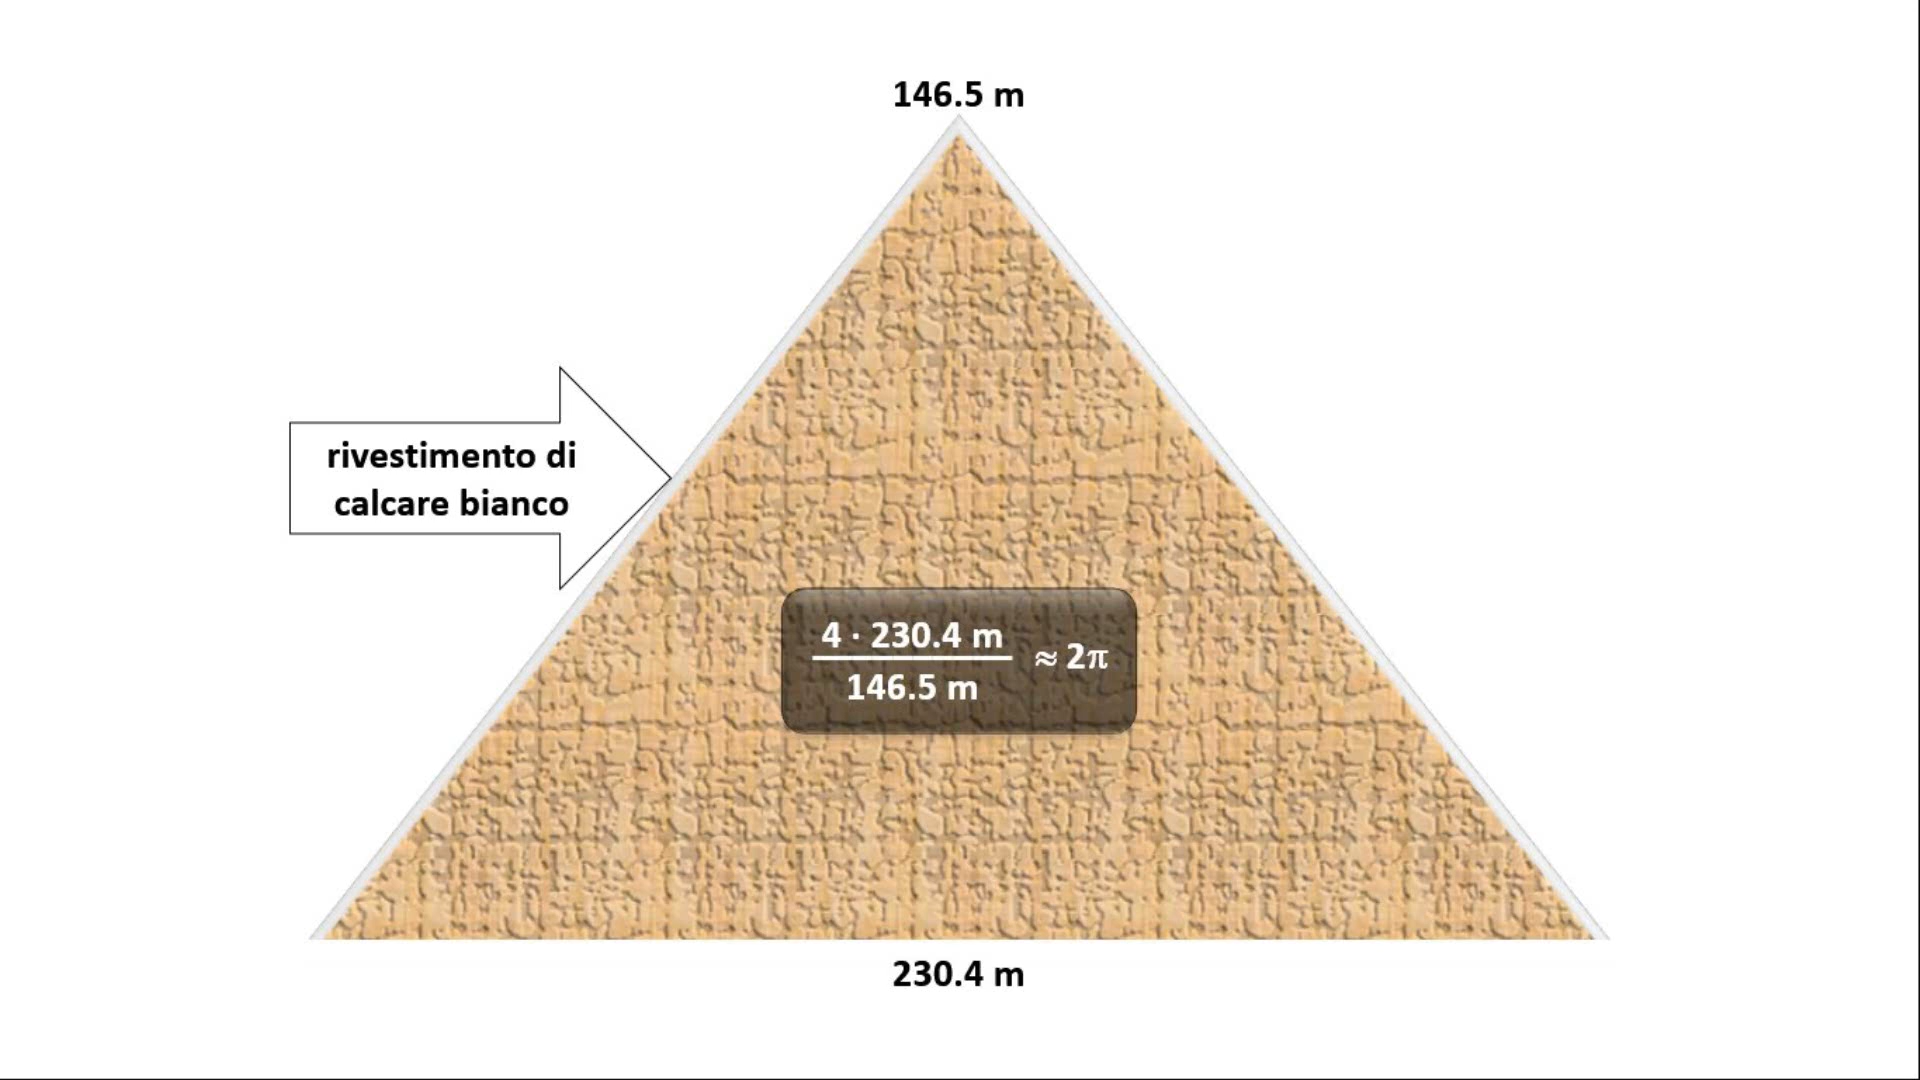 146.5 m
rivestimento di
calcare bianco
4 · 230.4 m
≈ 2π
146.5 m
230.4 m